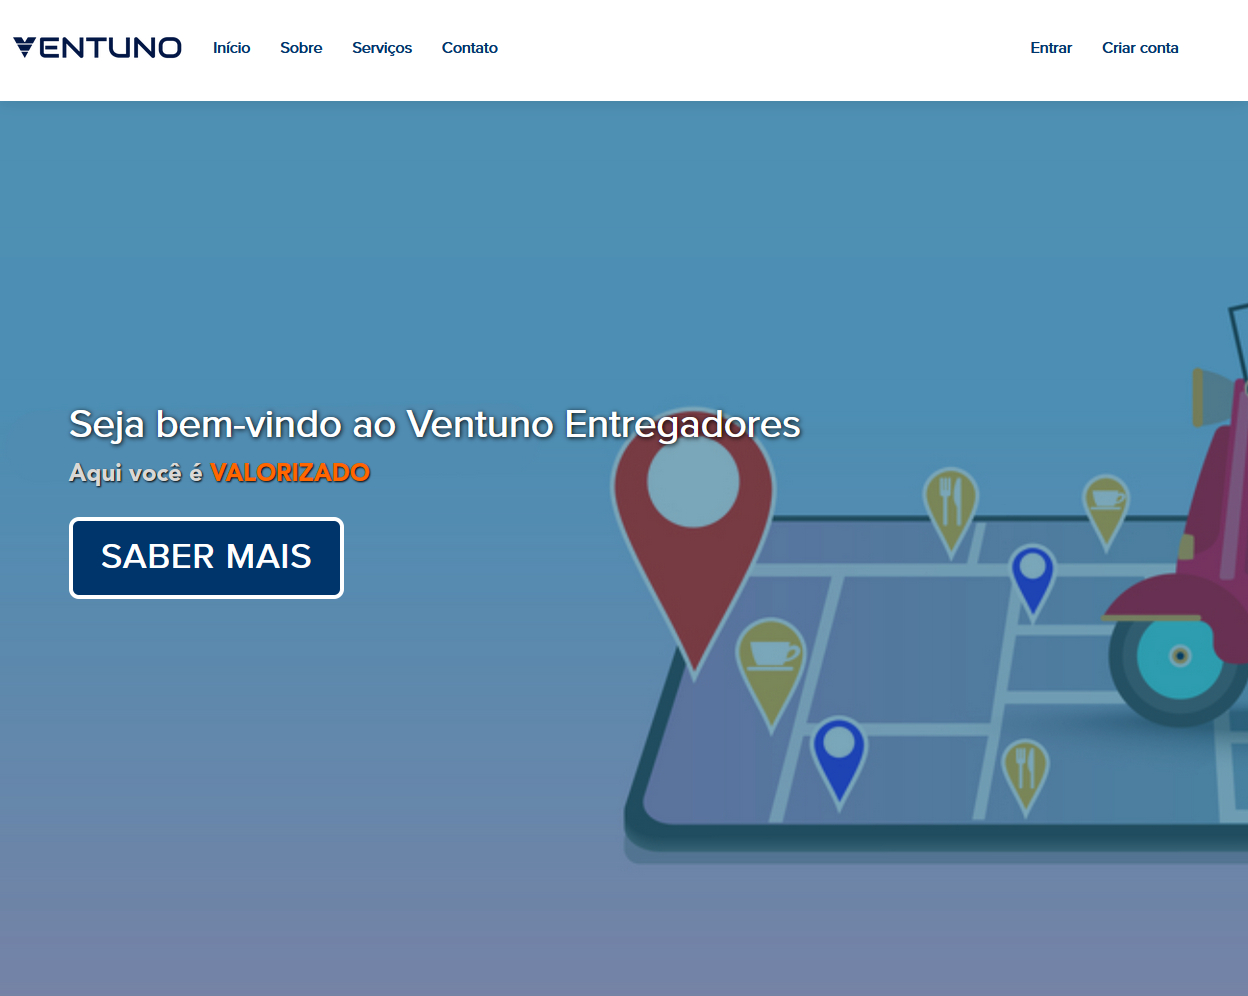 VENTUNO Início Sobre Serviços Contato Entrar Criar conta
Seja bem-vindo ao Ventuno Entregadores
Aqui você é VALORIZADO
SABER MAIS